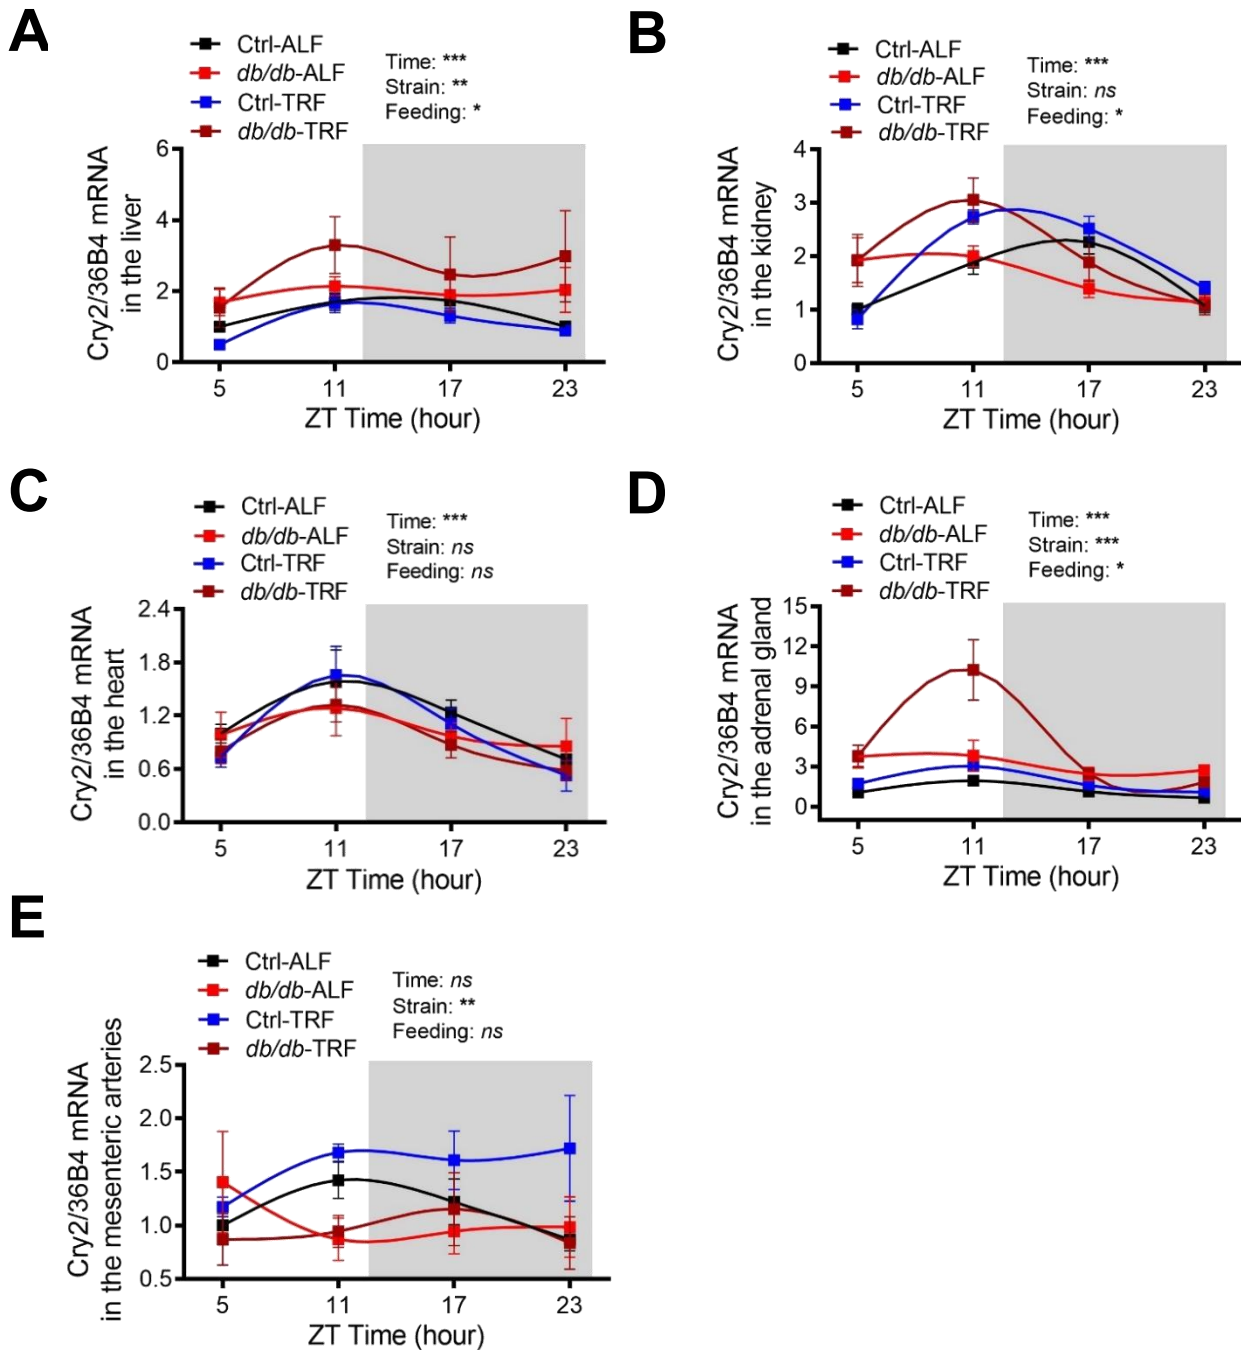 A
Ctrl-ALF
db/db-ALF
Ctrl-TRF
db/db-TRF
Time: ***
Strain: **
Feeding: *
Cry2/36B4 mRNA
in the liver
6
4
2
0
5 11 17 23
ZT Time (hour)
B
Ctrl-ALF
db/db-ALF
Ctrl-TRF
db/db-TRF
Time: ***
Strain: ns
Feeding: *
Cry2/36B4 mRNA
in the kidney
4
3
2
1
0
5 11 17 23
ZT Time (hour)
C
Ctrl-ALF
db/db-ALF
Ctrl-TRF
db/db-TRF
Time: ***
Strain: ns
Feeding: ns
Cry2/36B4 mRNA
in the heart
2.4
1.8
1.2
0.6
0.0
5 11 17 23
ZT Time (hour)
D
Ctrl-ALF
db/db-ALF
Ctrl-TRF
db/db-TRF
Time: ***
Strain: ***
Feeding: *
Cry2/36B4 mRNA
in the adrenal gland
15
12
9
6
3
0
5 11 17 23
ZT Time (hour)
E
Ctrl-ALF
db/db-ALF
Ctrl-TRF
db/db-TRF
Time: ns
Strain: **
Feeding: ns
Cry2/36B4 mRNA
in the mesenteric arteries
2.5
2.0
1.5
1.0
0.5
5 11 17 23
ZT Time (hour)